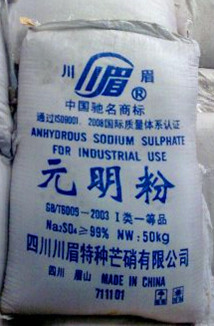 川眉
川 眉
®
中国驰名商标
通过ISO9001：2008国际质量体系认证
ANHYDROUS SODIUM SULPHATE
FOR INDUSTRIAL USE
元明粉
GB/T6009-2003 I类一等品
Na₂SO₄≥99% NW:50kg
四川川眉特种芒硝有限公司
四川 眉山 MADE IN CHINA
711101